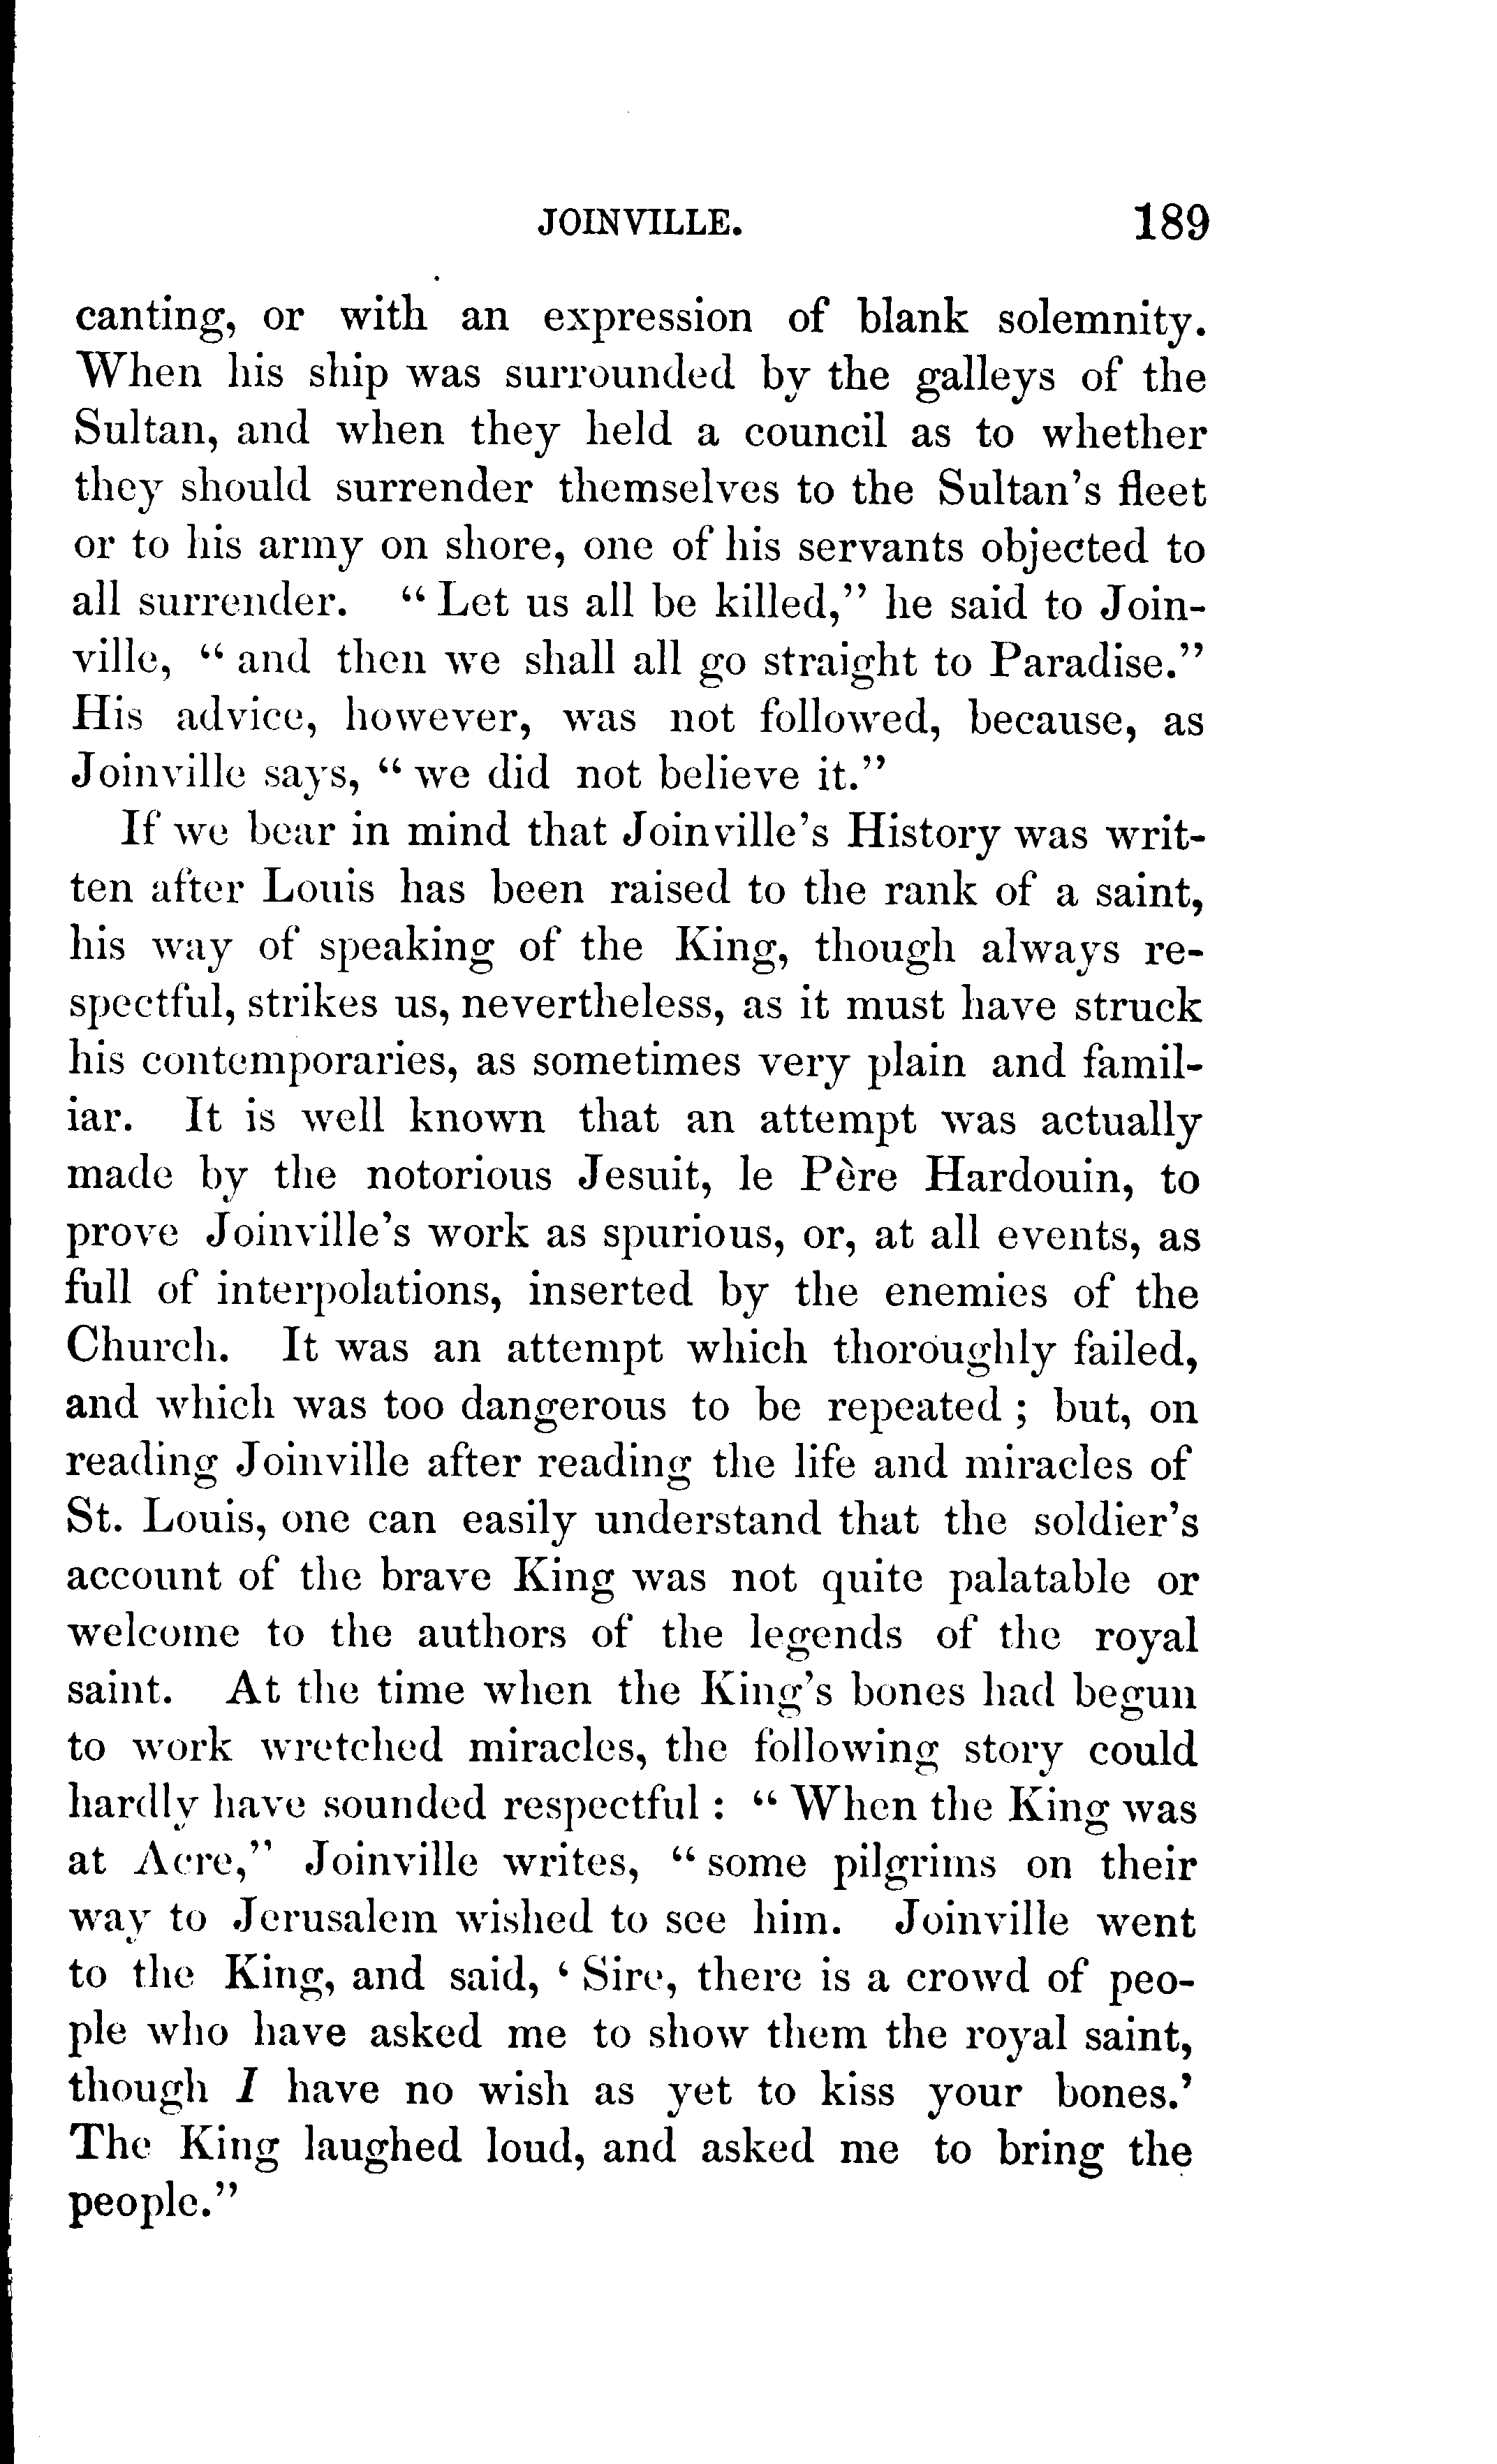 JOINVILLE. 189
canting, or with an expression of blank solemnity.
When his ship was surrounded by the galleys of the
Sultan, and when they held a council as to whether
they should surrender themselves to the Sultan's fleet
or to his army on shore, one of his servants objected to
all surrender. “ Let us all be killed,” he said to Join-
ville, “ and then we shall all go straight to Paradise.”
His advice, however, was not followed, because, as
Joinville says, “ we did not believe it.”
If we bear in mind that Joinville's History was writ-
ten after Louis has been raised to the rank of a saint,
his way of speaking of the King, though always re-
spectful, strikes us, nevertheless, as it must have struck
his contemporaries, as sometimes very plain and famil-
iar. It is well known that an attempt was actually
made by the notorious Jesuit, le Père Hardouin, to
prove Joinville's work as spurious, or, at all events, as
full of interpolations, inserted by the enemies of the
Church. It was an attempt which thoroughly failed,
and which was too dangerous to be repeated ; but, on
reading Joinville after reading the life and miracles of
St. Louis, one can easily understand that the soldier's
account of the brave King was not quite palatable or
welcome to the authors of the legends of the royal
saint. At the time when the King's bones had begun
to work wretched miracles, the following story could
hardly have sounded respectful : “ When the King was
at Acre,” Joinville writes, “ some pilgrims on their
way to Jerusalem wished to see him. Joinville went
to the King, and said, ‘ Sire, there is a crowd of peo-
ple who have asked me to show them the royal saint,
though I have no wish as yet to kiss your bones.’
The King laughed loud, and asked me to bring the
people.”